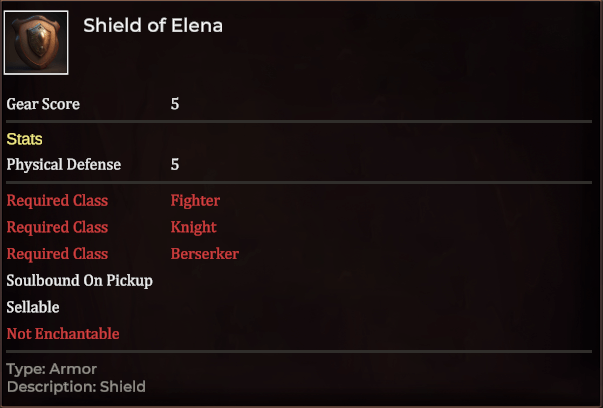 Shield of Elena
Gear Score 5
Stats
Physical Defense 5
Required Class Fighter
Required Class Knight
Required Class Berserker
Soulbound On Pickup
Sellable
Not Enchantable
Type: Armor
Description: Shield